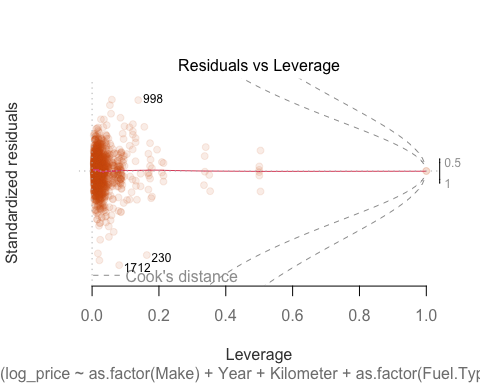 Residuals vs Leverage
Standardized residuals
998
230
1712
0.5
1
Cook's distance
0.0 0.2 0.4 0.6 0.8 1.0
Leverage
(log_price ~ as.factor(Make) + Year + Kilometer + as.factor(Fuel.Typ